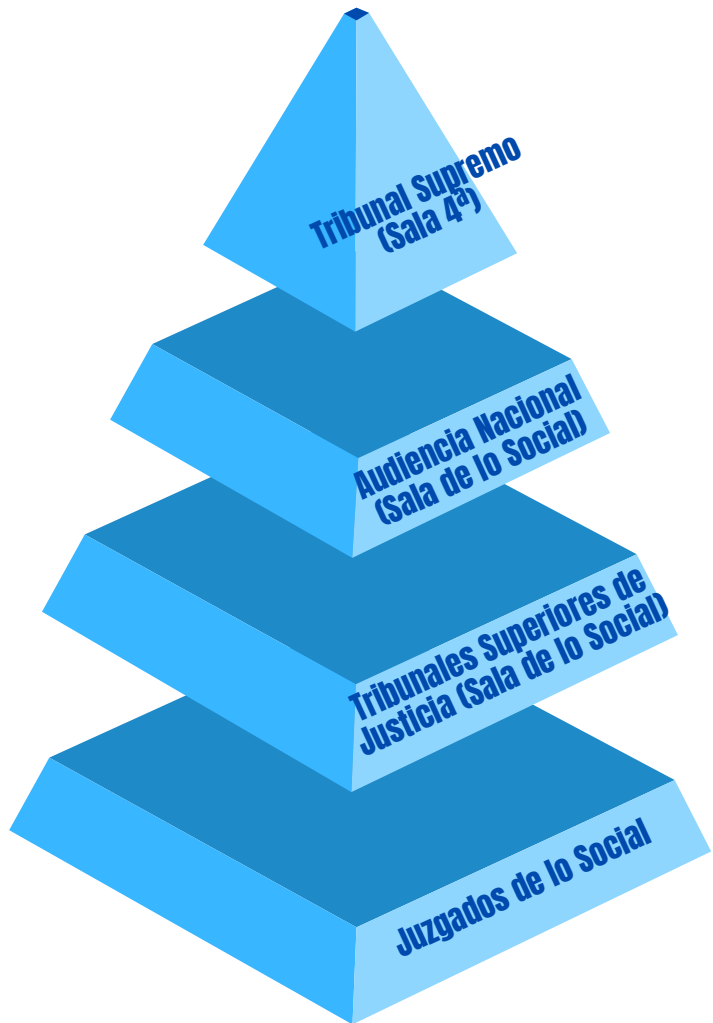 Tribunal Supremo
(Sala 4ª)
Audiencia Nacional
(Sala de lo Social)
Tribunales Superiores de
Justicia (Sala de lo Social)
Juzgados de lo Social